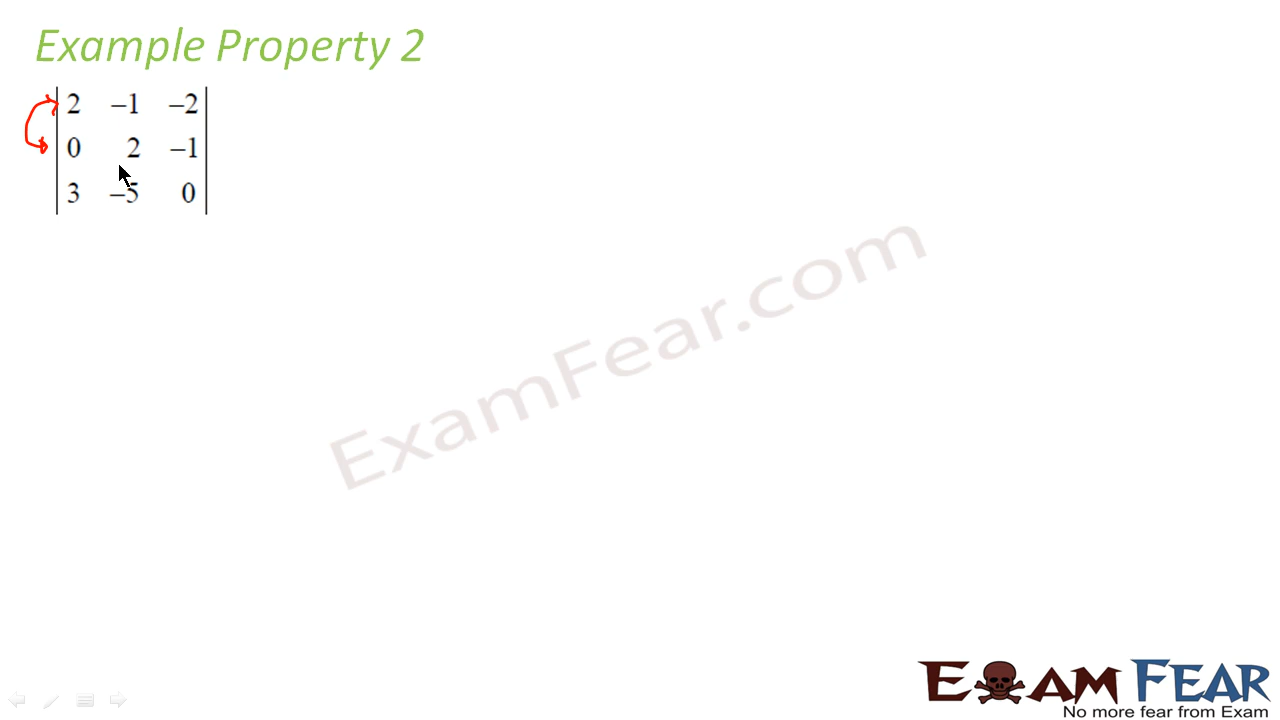 Example Property 2
2 –1 –2
0 2 –1
3 –5 0
ExamFear.com
EXAM FEAR
No more fear from Exam